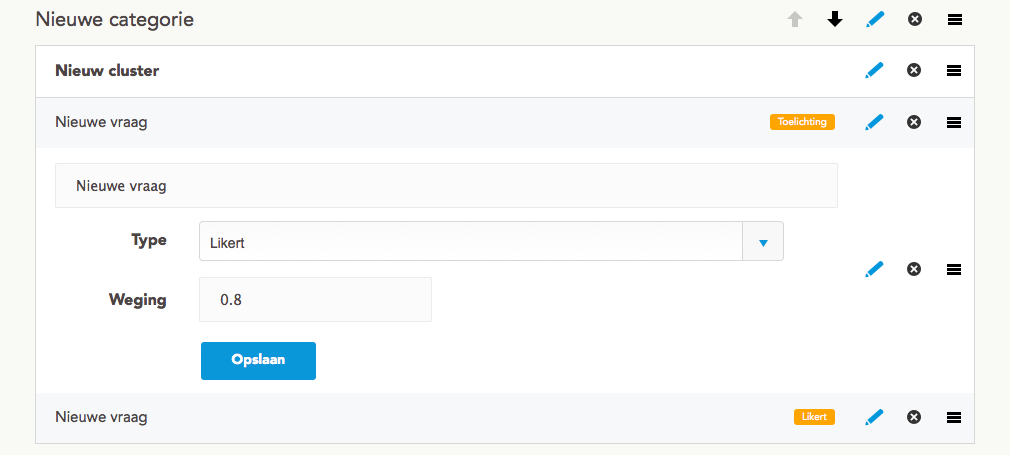 Nieuwe categorie
Nieuw cluster
Nieuwe vraag Toelichting
Nieuwe vraag
Type Likert
Weging 0.8
Opslaan
Nieuwe vraag Likert